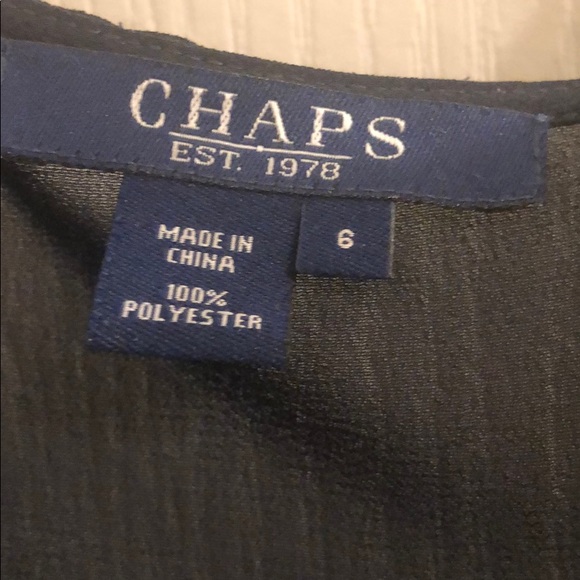 CHAPS
EST. 1978
MADE IN
CHINA
100%
POLYESTER
6